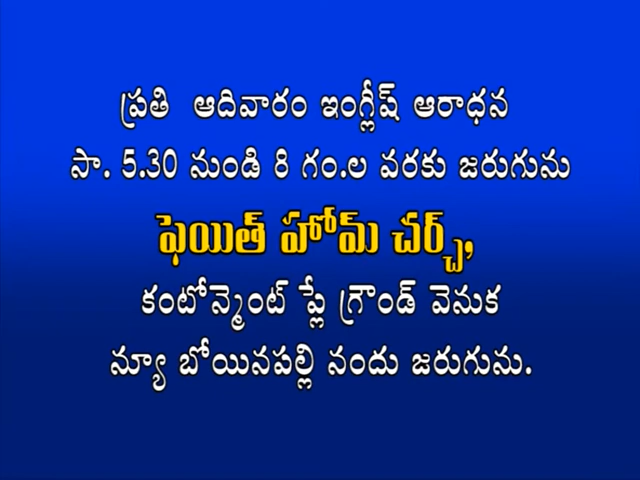 ప్రతి ఆదివారం ఇంగ్లీష్ ఆరాధన
సా. 5.30 నుండి 8 గం.ల వరకు జరుగును
ఫెయిత్ హోమ్ చర్చ్,
కంటోన్మెంట్ ప్లే గ్రౌండ్ వెనుక
న్యూ బోయినపల్లి నందు జరుగును.